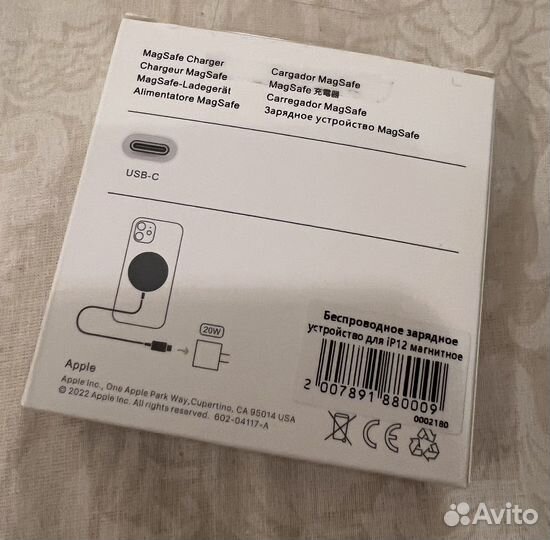 MagSafe Charger
Chargeur MagSafe
MagSafe-Ladegerät
Alimentatore MagSafe
Cargador MagSafe
MagSafe 充電器
Carregador MagSafe
Зарядное устройство MagSafe
USB-C
20W
Apple
Apple Inc., One Apple Park Way, Cupertino, CA 95014 USA
© 2022 Apple Inc. All rights reserved. 602-04117-A
Беспроводное зарядное
устройство для iP12 магнитное
2 007891 880009
0002180
CE
Avito